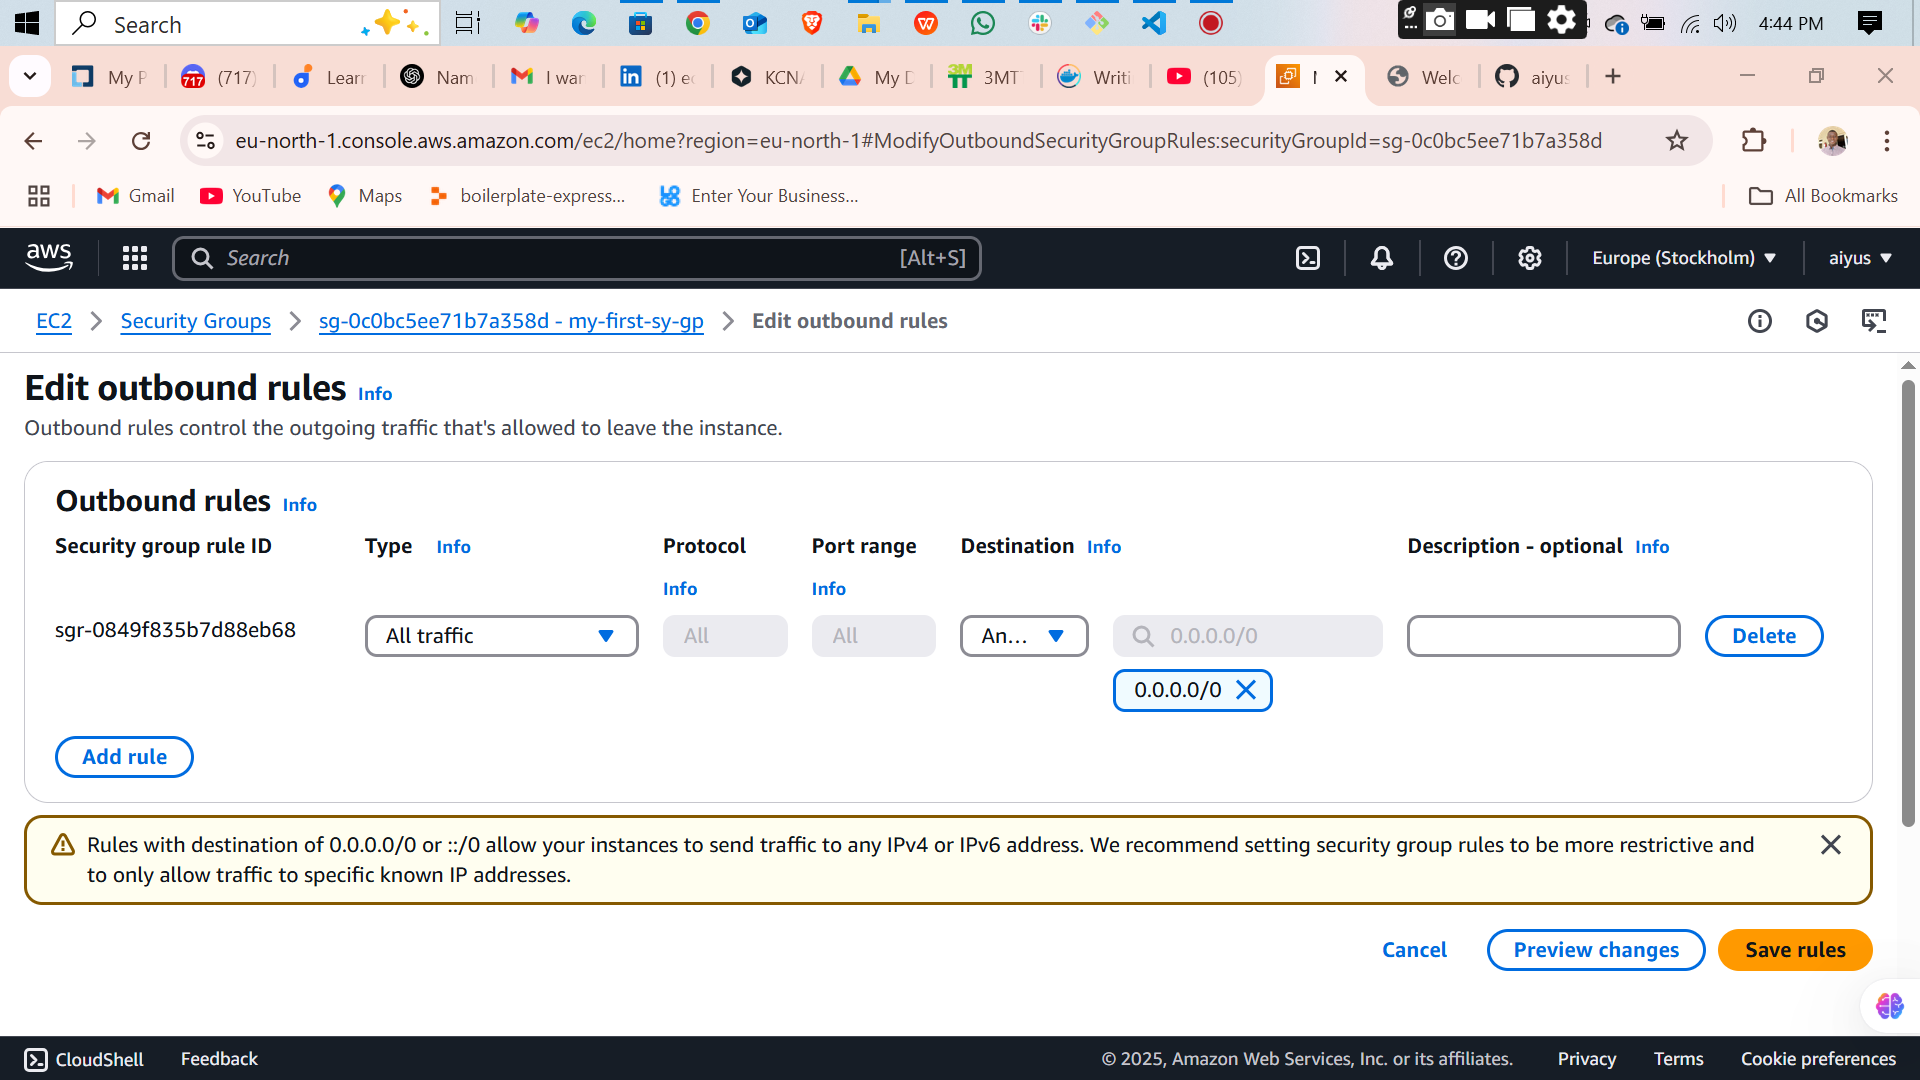 Search
4:44 PM
My P
(717)
Learr
Nam
I war
(1) ec
KCNA
My D
3MT
Writi
(105)
Welc
aiyus
eu-north-1.console.aws.amazon.com/ec2/home?region=eu-north-1#ModifyOutboundSecurityGroupRules:securityGroupId=sg-0c0bc5ee71b7a358d
Gmail
YouTube
Maps
boilerplate-express...
Enter Your Business...
All Bookmarks
aws
Search
[Alt+S]
Europe (Stockholm)
aiyus
EC2
Security Groups
sg-0c0bc5ee71b7a358d - my-first-sy-gp
Edit outbound rules
Edit outbound rules Info
Outbound rules control the outgoing traffic that's allowed to leave the instance.
Outbound rules Info
Security group rule ID
Type Info
Protocol Info
Port range Info
Destination Info
Description - optional Info
sgr-0849f835b7d88eb68
All traffic
All
All
An...
0.0.0.0/0
Delete
0.0.0.0/0
Add rule
Rules with destination of 0.0.0.0/0 or ::/0 allow your instances to send traffic to any IPv4 or IPv6 address. We recommend setting security group rules to be more restrictive and
to only allow traffic to specific known IP addresses.
Cancel
Preview changes
Save rules
CloudShell
Feedback
© 2025, Amazon Web Services, Inc. or its affiliates.
Privacy
Terms
Cookie preferences